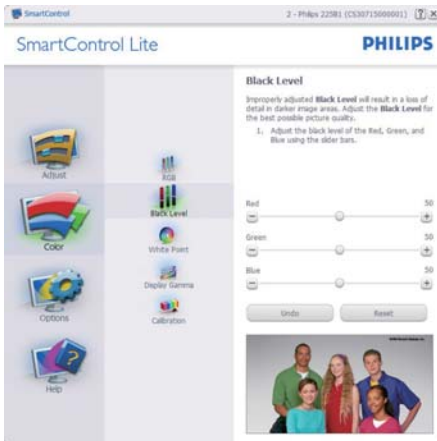 SmartControl
2 - Philips 225B1 (CS30715000001)
SmartControl Lite
PHILIPS
Adjust
Color
Options
Help
RGB
Black Level
White Point
Display Gamma
Calibration
Black Level
Improperly adjusted Black Level will result in a loss of
detail in darker image areas. Adjust the Black Level for
the best possible picture quality.
1. Adjust the black level of the Red, Green, and
Blue using the slider bars.
Red 50
Green 50
Blue 50
Undo Reset